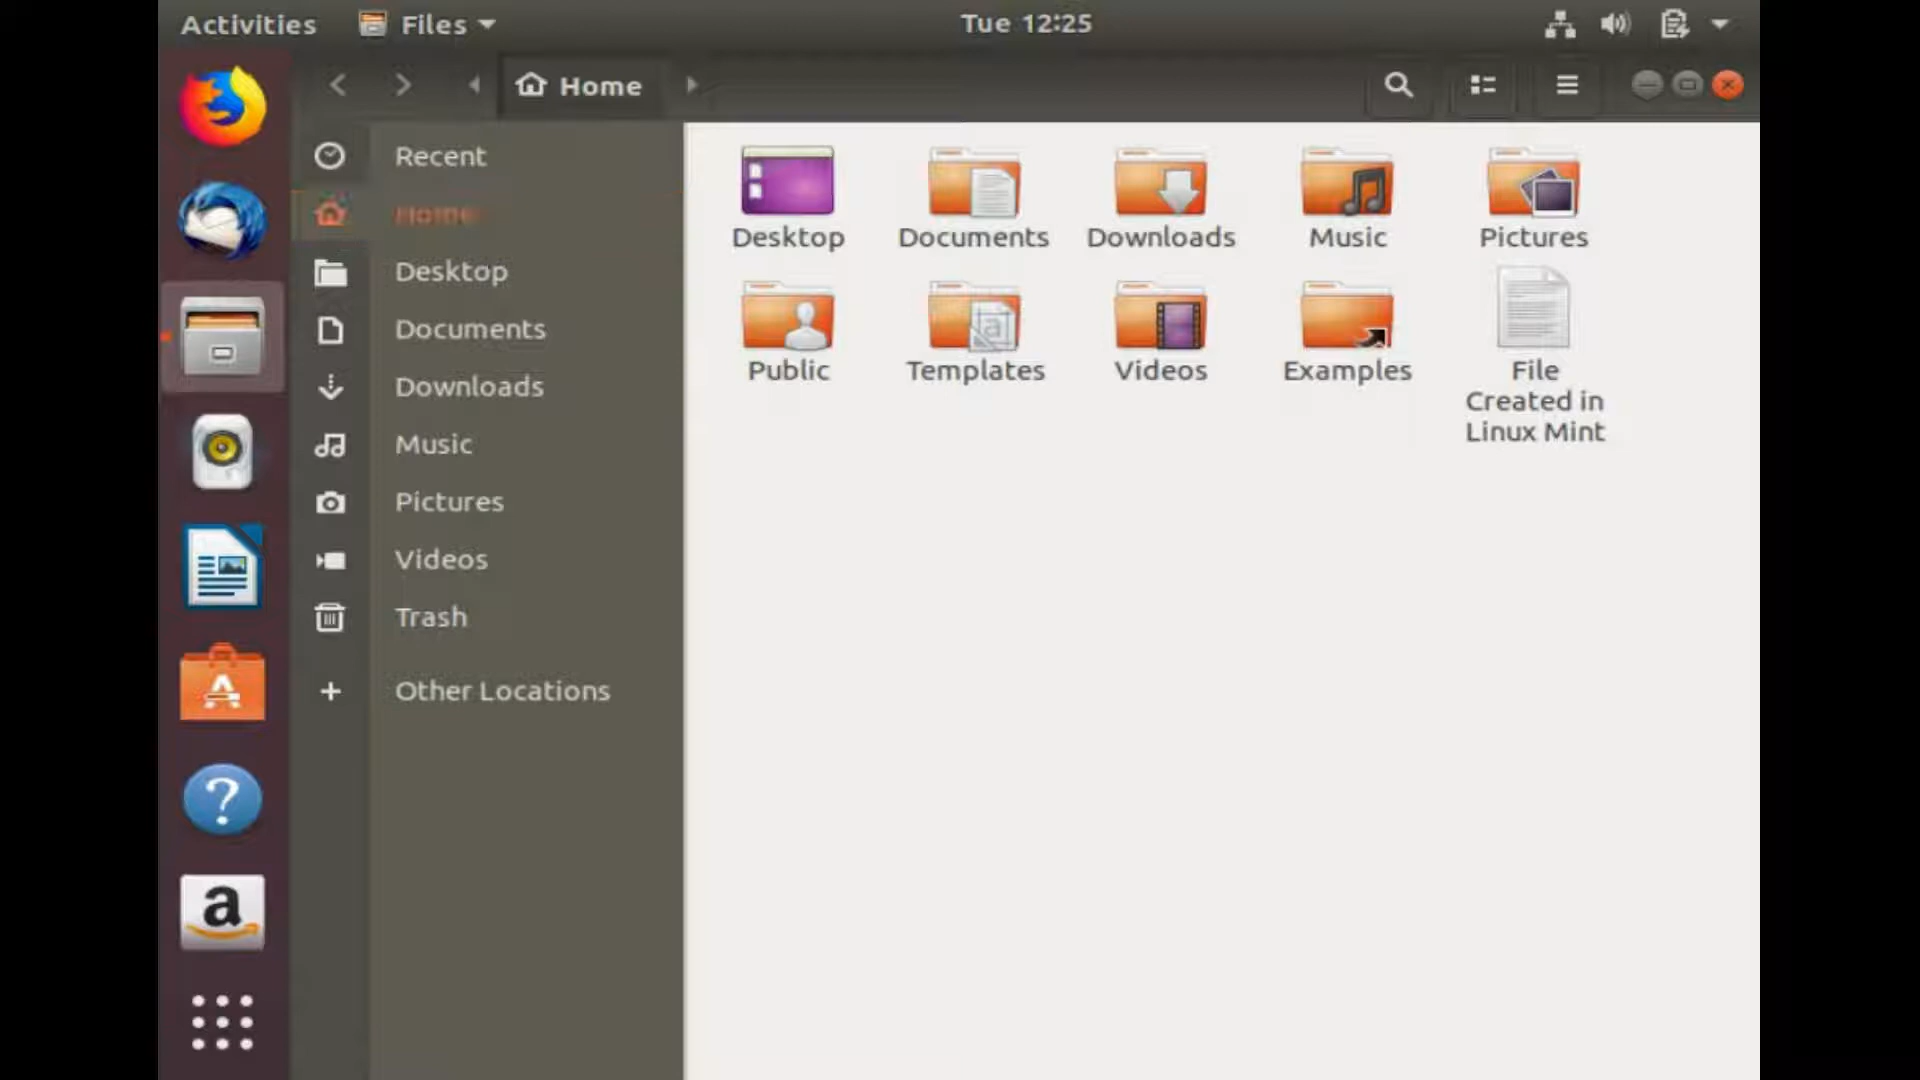 Activities
Files
Tue 12:25
Home
Recent
Home
Desktop
Documents
Downloads
Music
Pictures
Videos
Trash
Other Locations
Desktop
Documents
Downloads
Music
Pictures
Public
Templates
Videos
Examples
File
Created in
Linux Mint